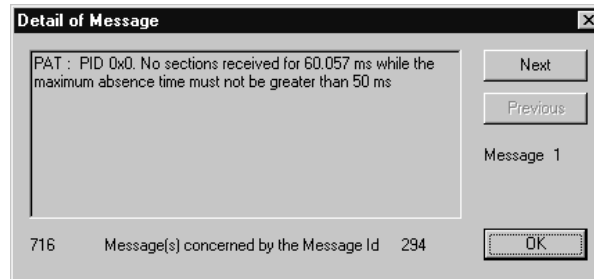 Detail of Message
PAT : PID 0x0. No sections received for 60.057 ms while the
maximum absence time must not be greater than 50 ms
Next
Previous
Message 1
716 Message(s) concerned by the Message Id 294
OK